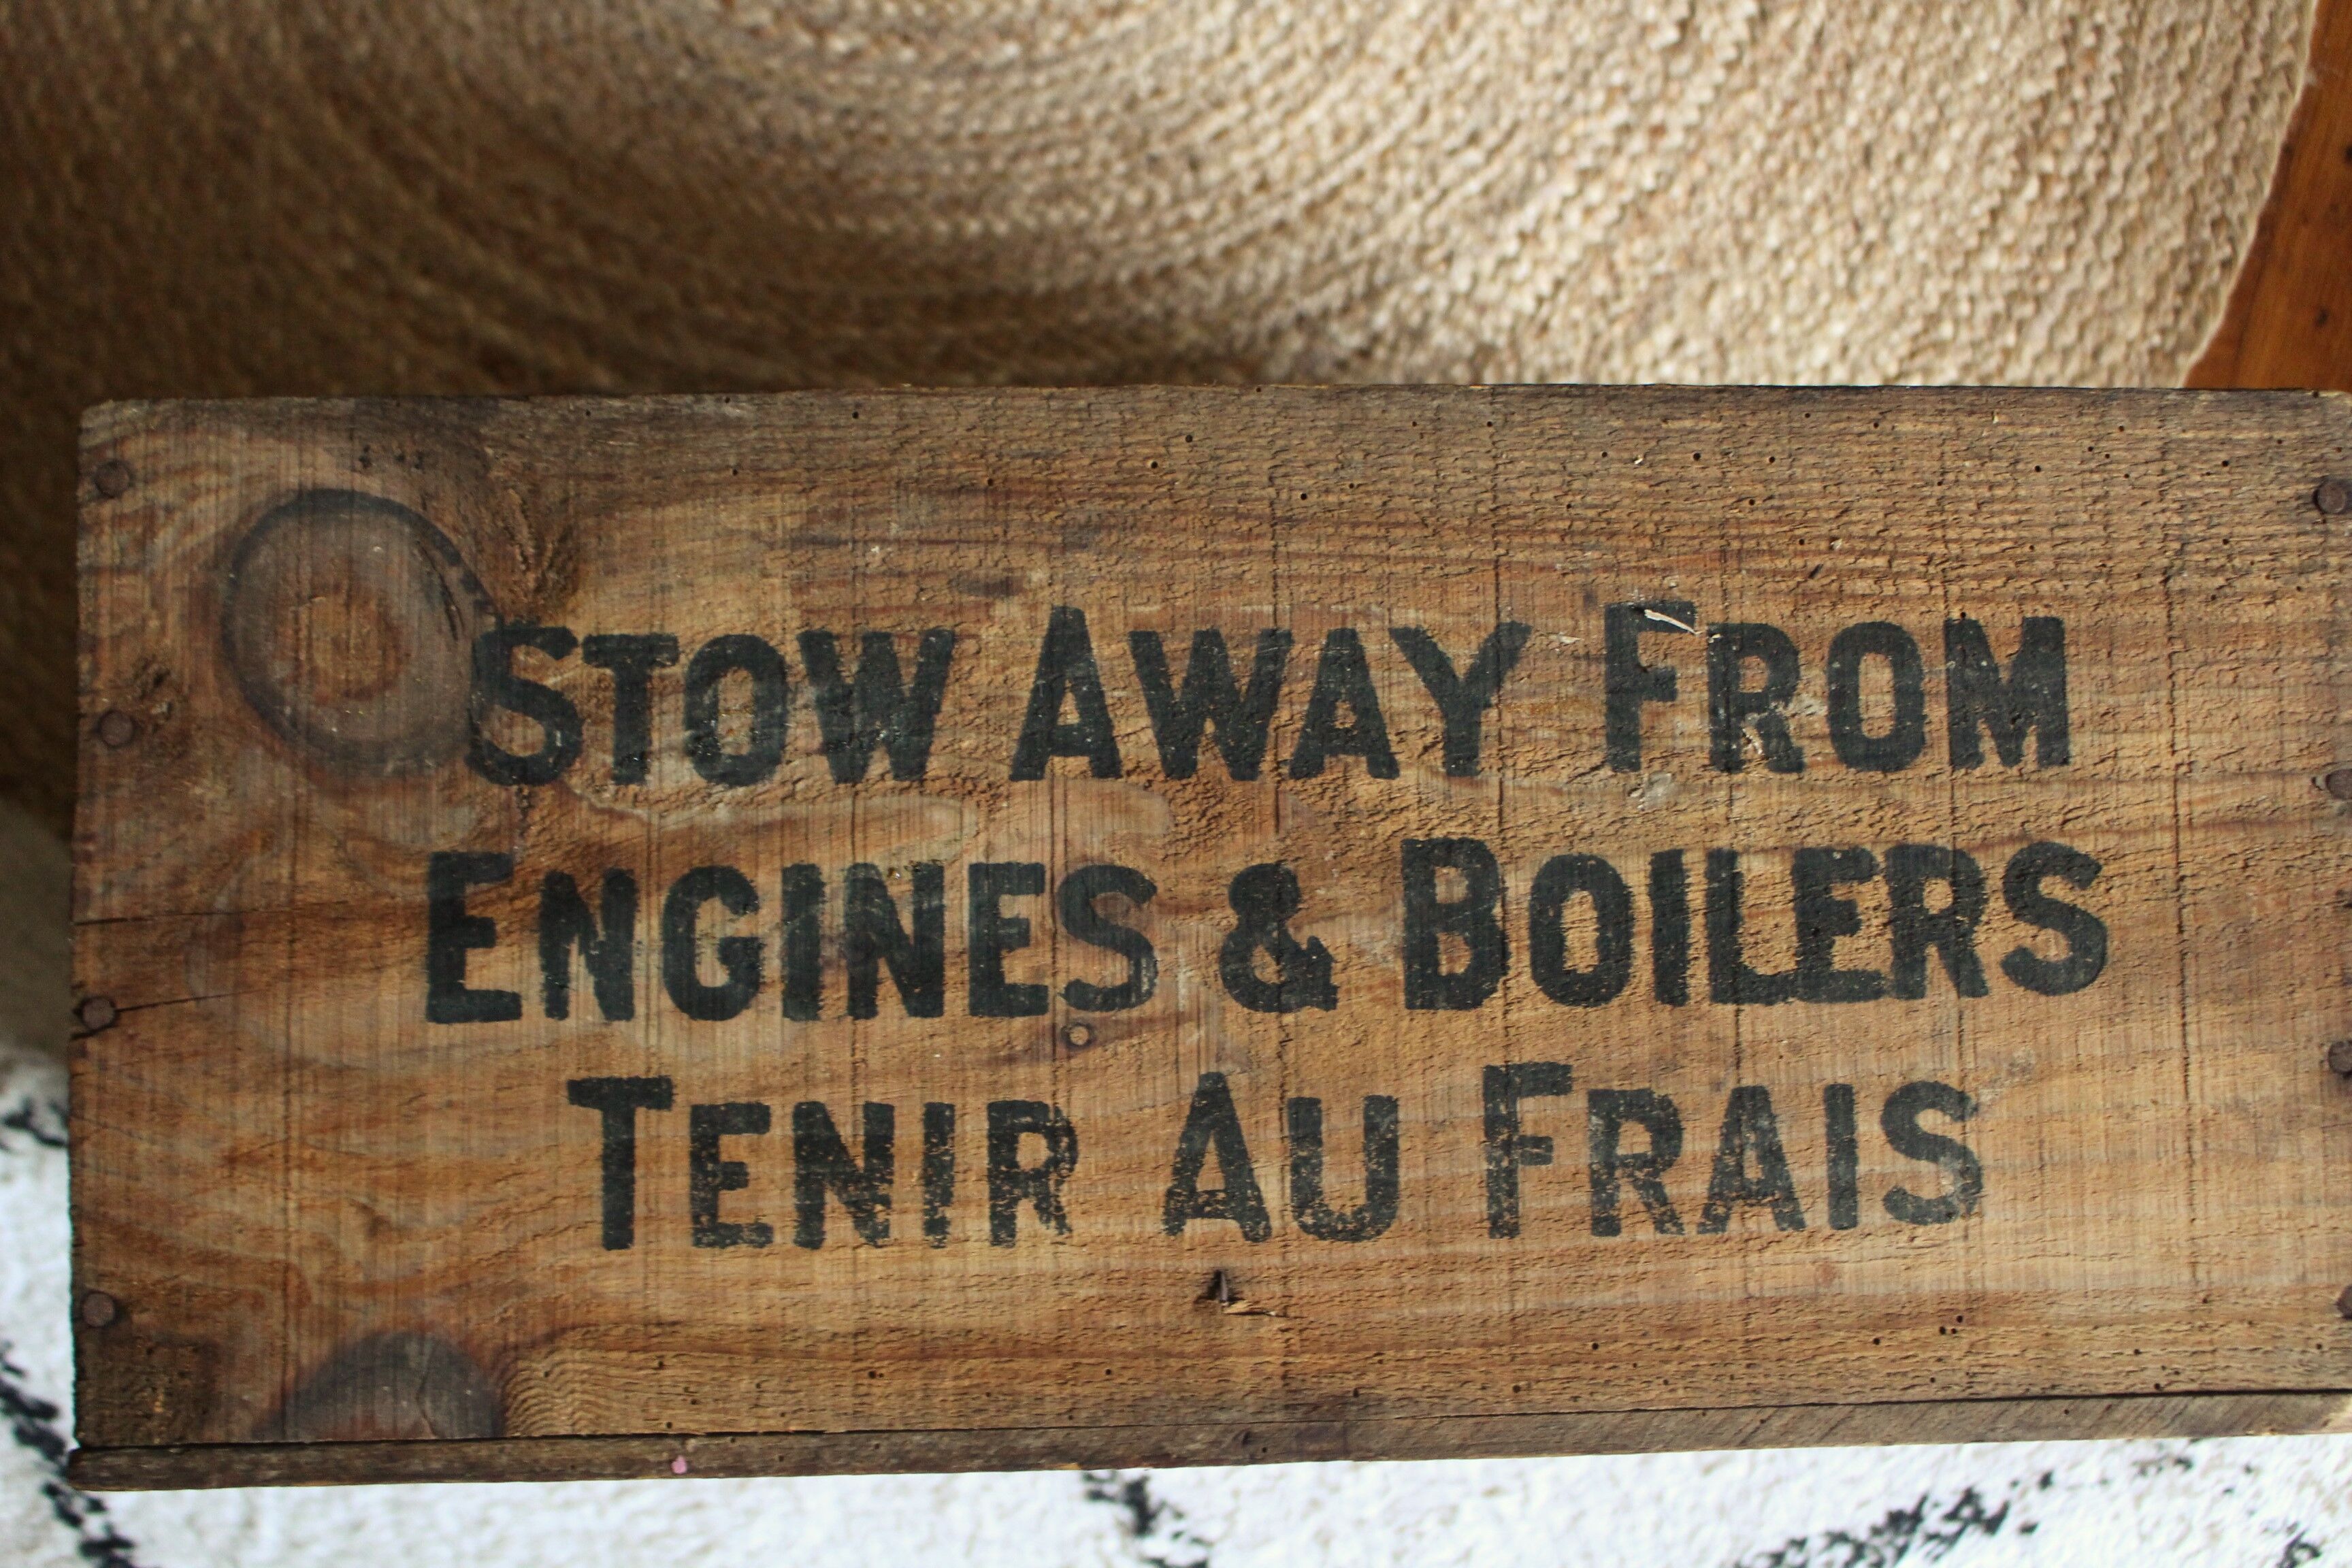 STOW AWAY FROM
ENGINES & BOILERS
TENIR AU FRAIS